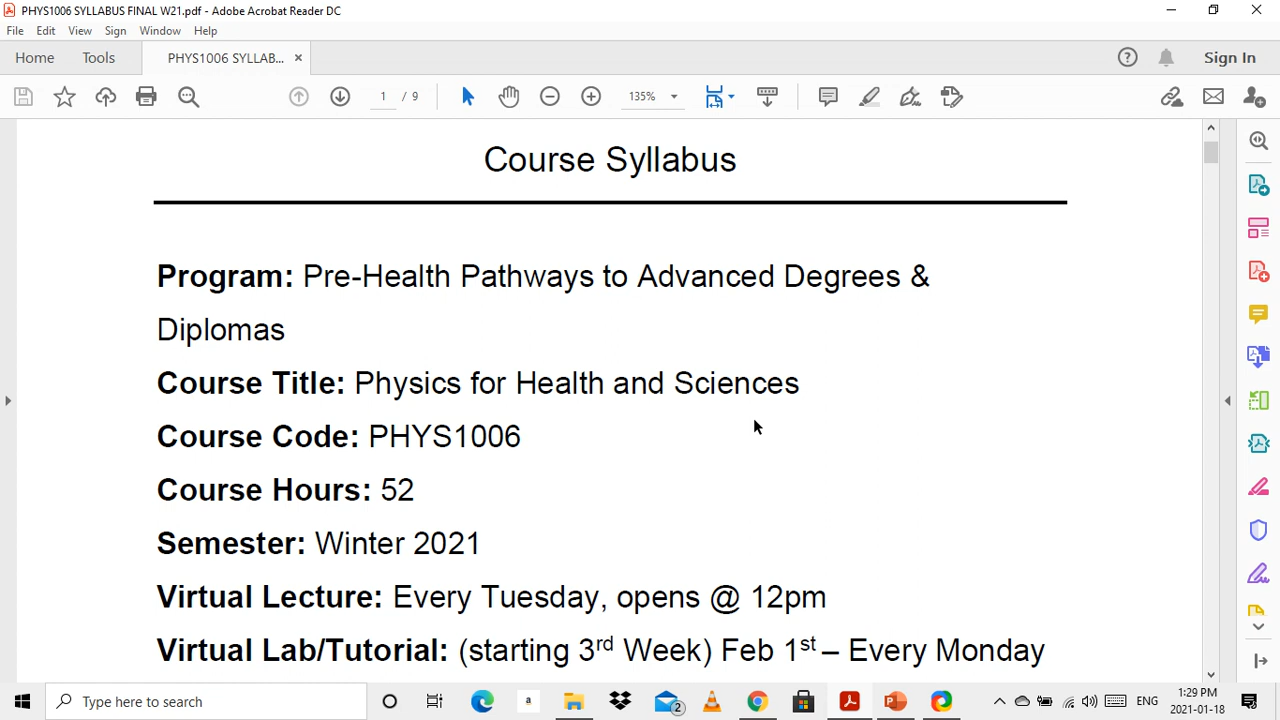 PHYS1006 SYLLABUS FINAL W21.pdf - Adobe Acrobat Reader DC
File Edit View Sign Window Help
Home Tools PHYS1006 SYLLAB... × Sign In
1 / 9 135%
Course Syllabus
Program: Pre-Health Pathways to Advanced Degrees &
Diplomas
Course Title: Physics for Health and Sciences
Course Code: PHYS1006
Course Hours: 52
Semester: Winter 2021
Virtual Lecture: Every Tuesday, opens @ 12pm
Virtual Lab/Tutorial: (starting 3rd Week) Feb 1st – Every Monday
Type here to search a 2 ENG 1:29 PM
2021-01-18